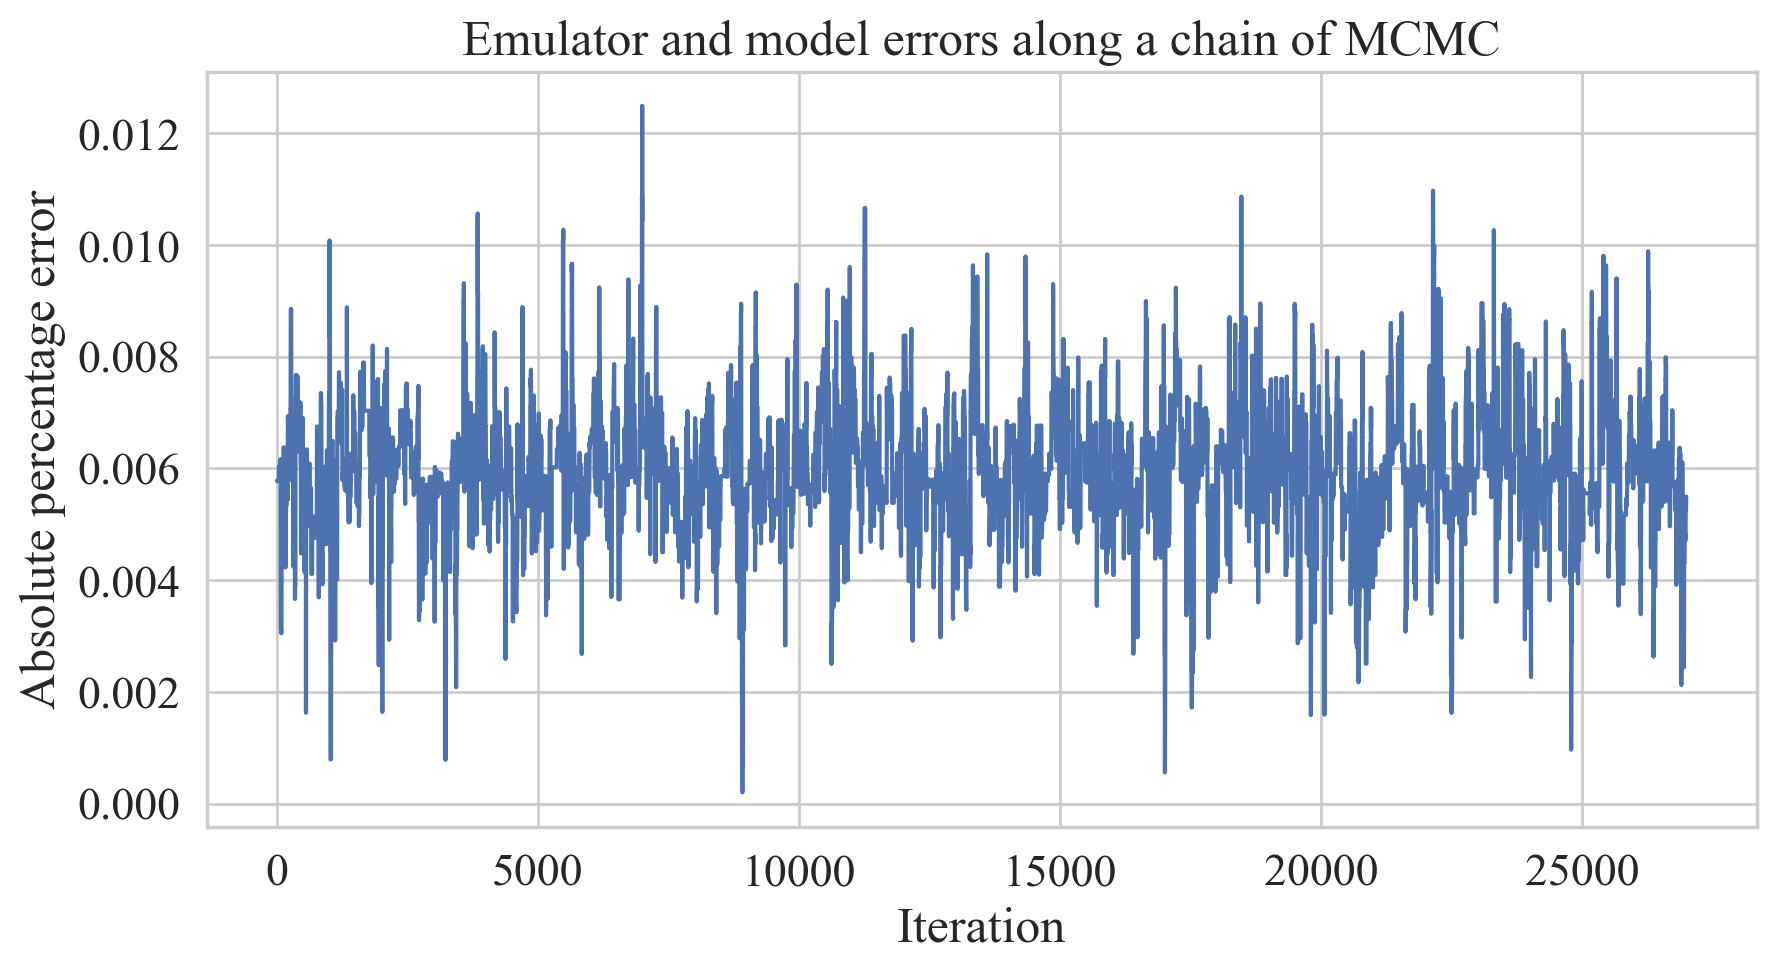 Emulator and model errors along a chain of MCMC
Absolute percentage error
0.012
0.010
0.008
0.006
0.004
0.002
0.000
0 5000 10000 15000 20000 25000
Iteration